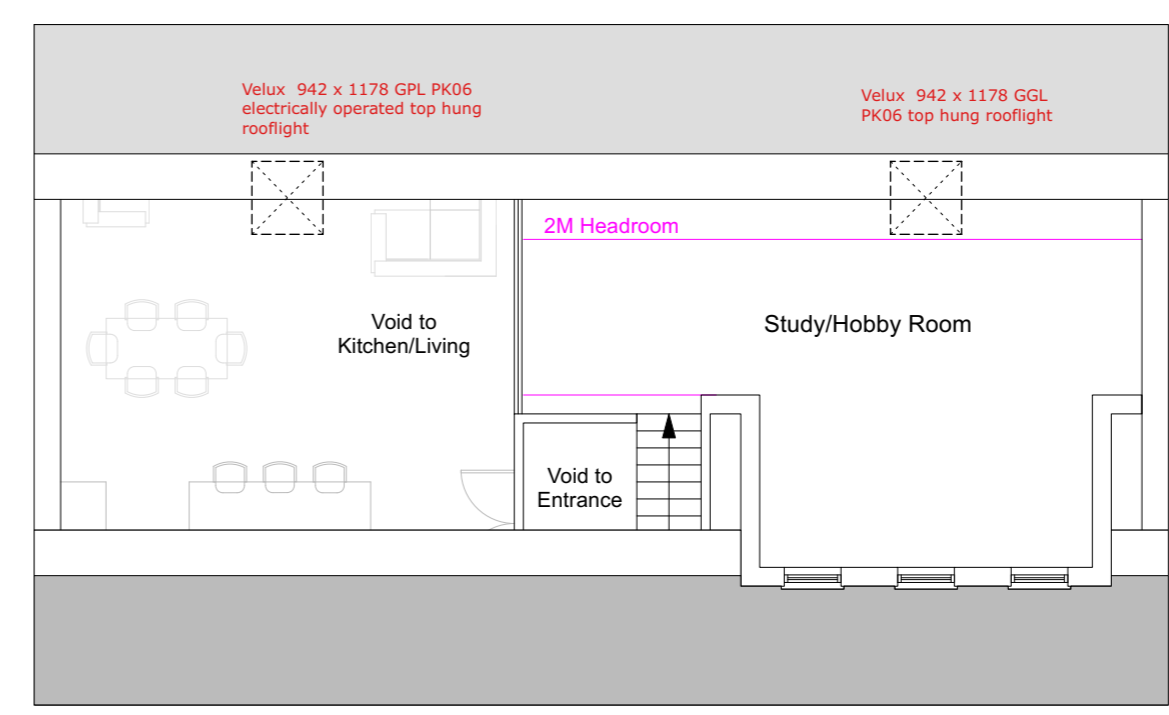 Velux 942 x 1178 GPL PK06
electrically operated top hung
rooflight
Velux 942 x 1178 GGL
PK06 top hung rooflight
2M Headroom
Void to
Kitchen/Living
Study/Hobby Room
Void to
Entrance